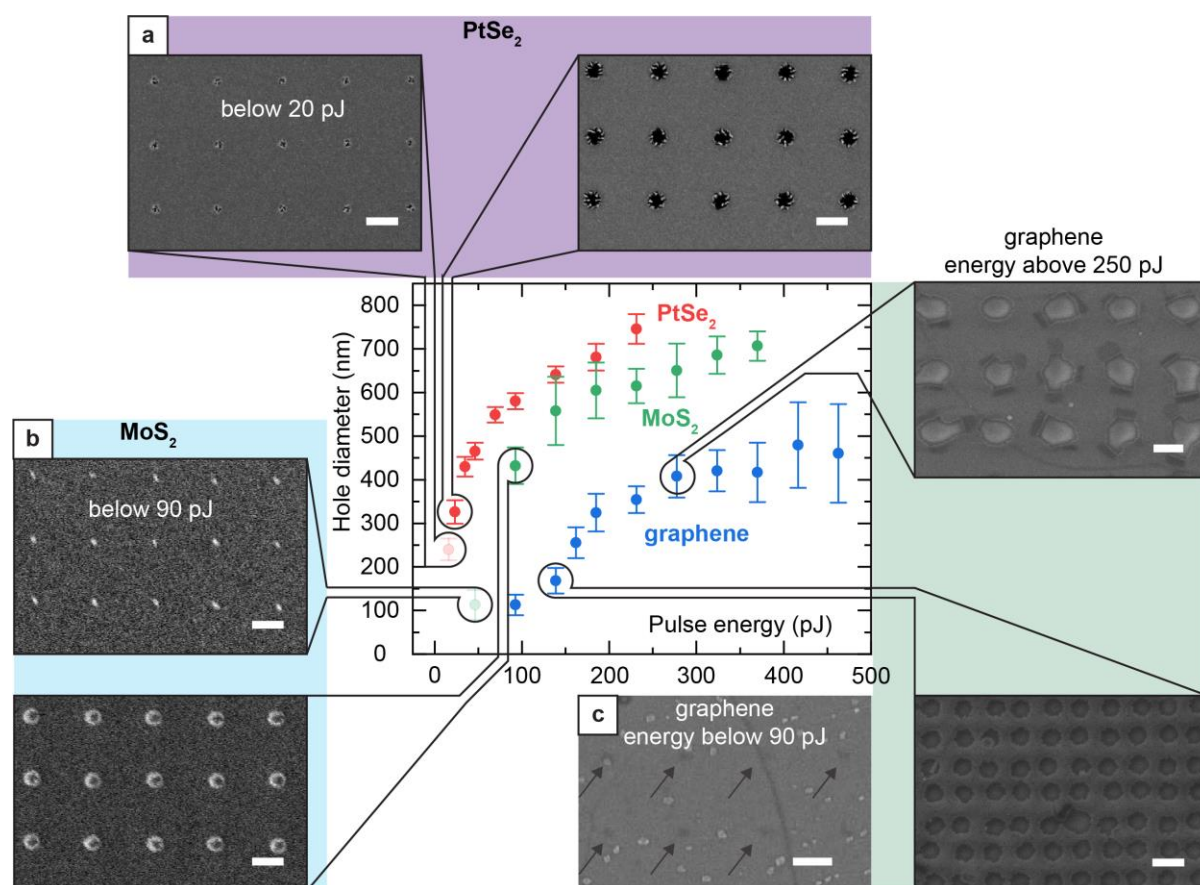 a
PtSe₂
below 20 pJ
graphene
energy above 250 pJ
b
MoS₂
below 90 pJ
Hole diameter (nm)
800
700
600
500
400
300
200
100
0
PtSe₂
MoS₂
graphene
Pulse energy (pJ)
0 100 200 300 400 500
c
graphene
energy below 90 pJ